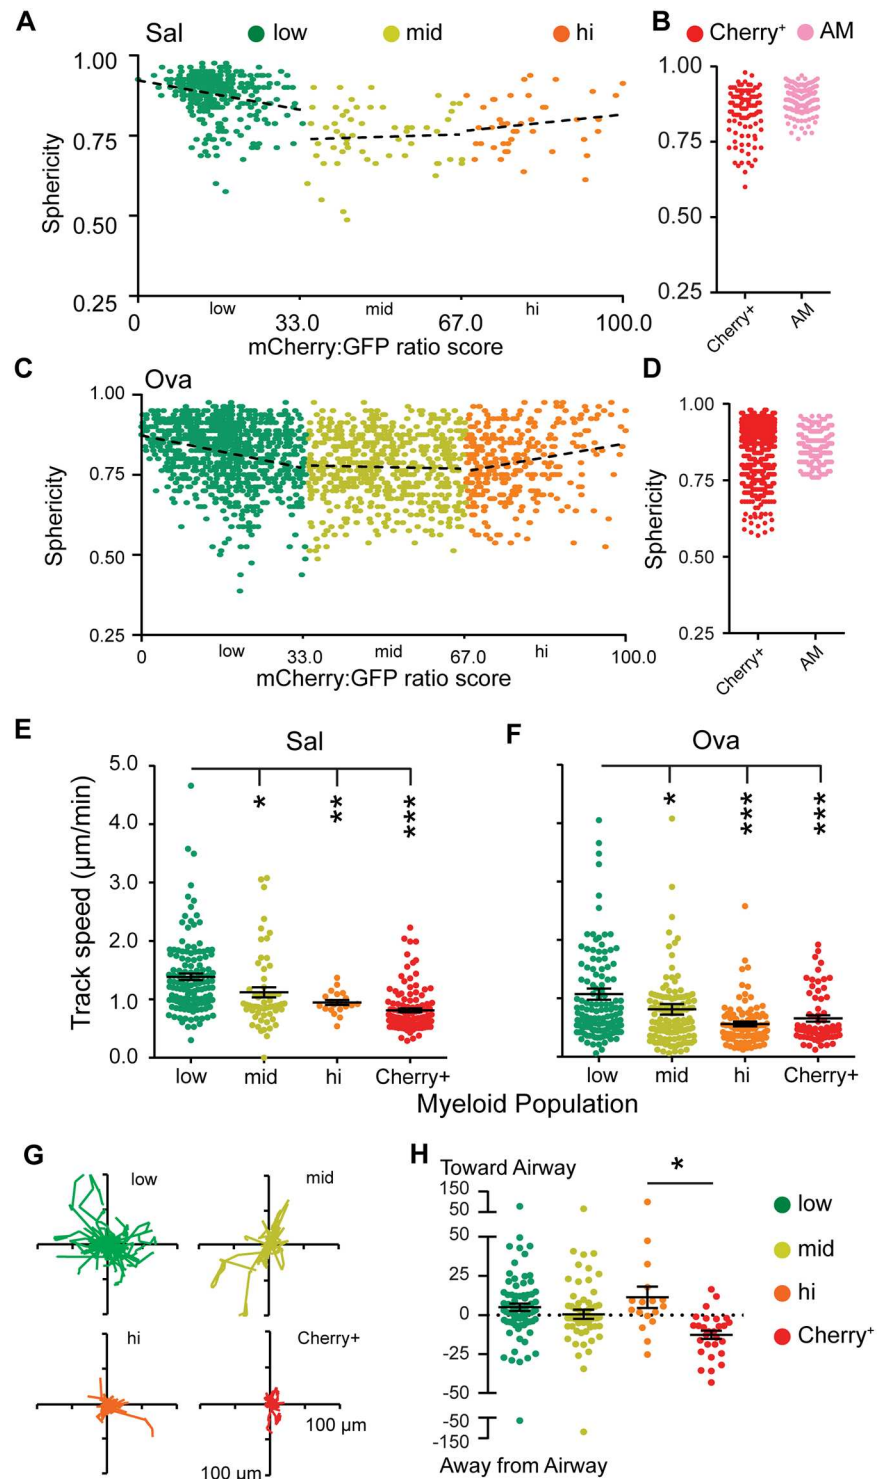 A Sal low mid hi
1.00
0.75
0.50
0.25
Sphericity
low mid hi
0 33.0 67.0 100.0
mCherry:GFP ratio score
B Cherry+ AM
1.00
0.75
0.50
0.25
Sphericity
Cherry+ AM
C Ova
1.00
0.75
0.50
0.25
Sphericity
low mid hi
0 33.0 67.0 100.0
mCherry:GFP ratio score
D
1.00
0.75
0.50
0.25
Sphericity
Cherry+ AM
E Sal
5.0
4.0
3.0
2.0
1.0
0.0
Track speed (µm/min)
* ** ***
low mid hi Cherry+
F Ova
* *** ***
low mid hi Cherry+
Myeloid Population
G
low mid
hi Cherry+
100 µm
100 µm
H Toward Airway
150
50
50
25
0
-25
-50
-50
-150
*
Away from Airway
low
mid
hi
Cherry+